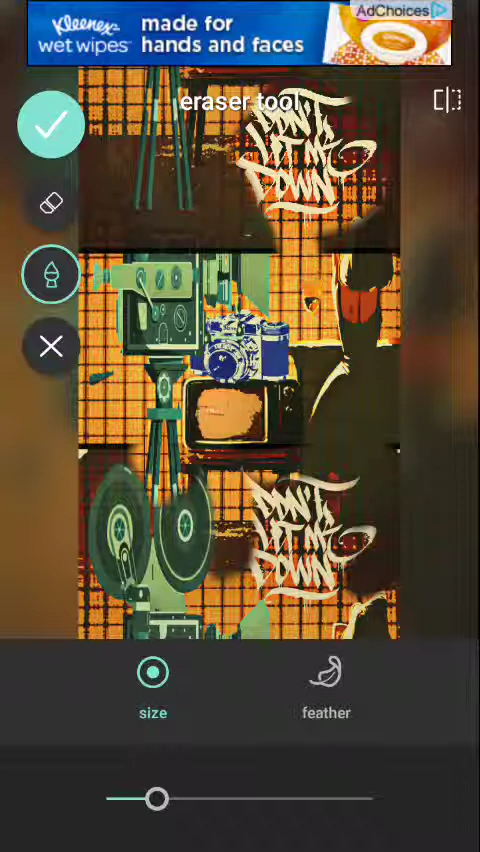 Kleenex
wet wipes
made for
hands and faces
AdChoices
eraser tool
DON'T
LET ME
DOWN
DON'T
LET ME
DOWN
size
feather